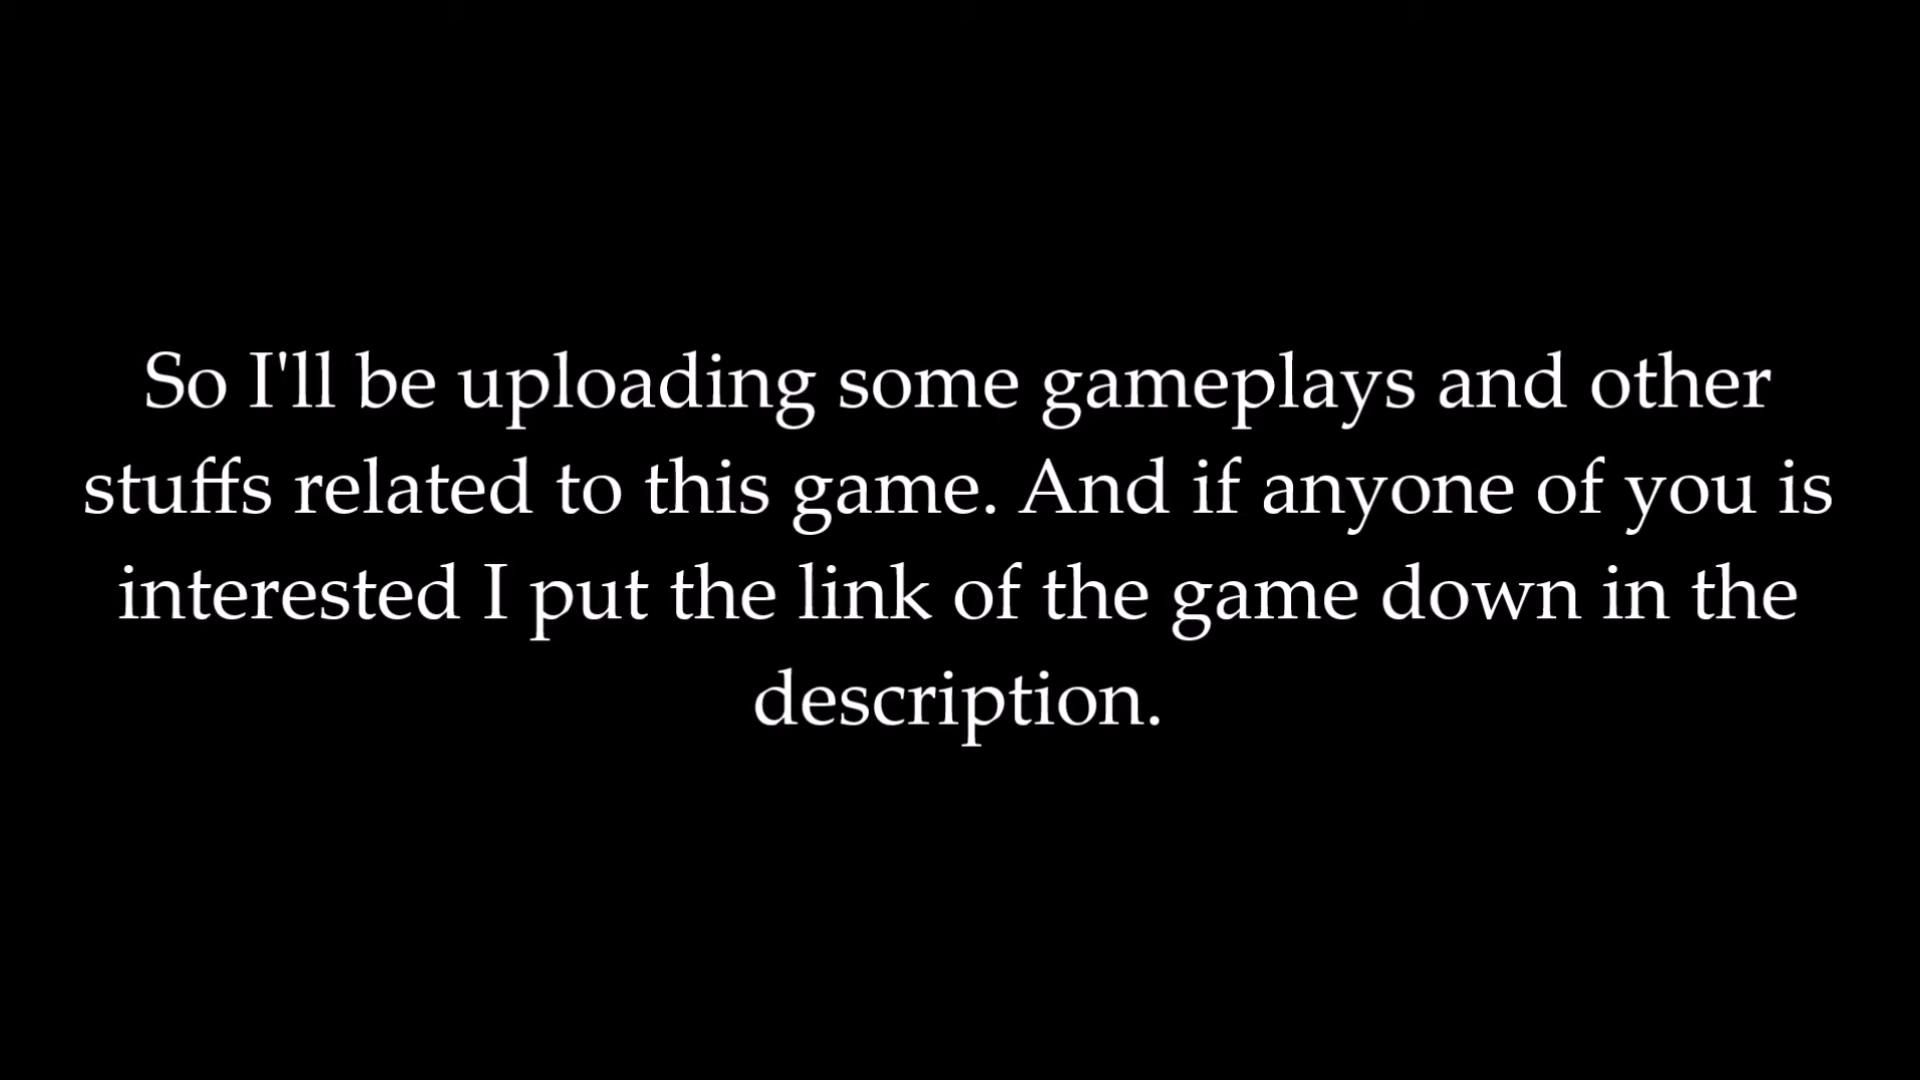 So I'll be uploading some gameplays and other
stuffs related to this game. And if anyone of you is
interested I put the link of the game down in the
description.